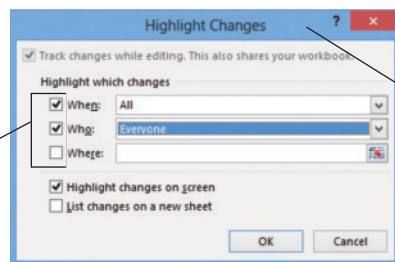 Highlight Changes ? ×
Track changes while editing. This also shares your workbook.
Highlight which changes
When: All
Who: Everyone
Where:
Highlight changes on screen
List changes on a new sheet
OK Cancel